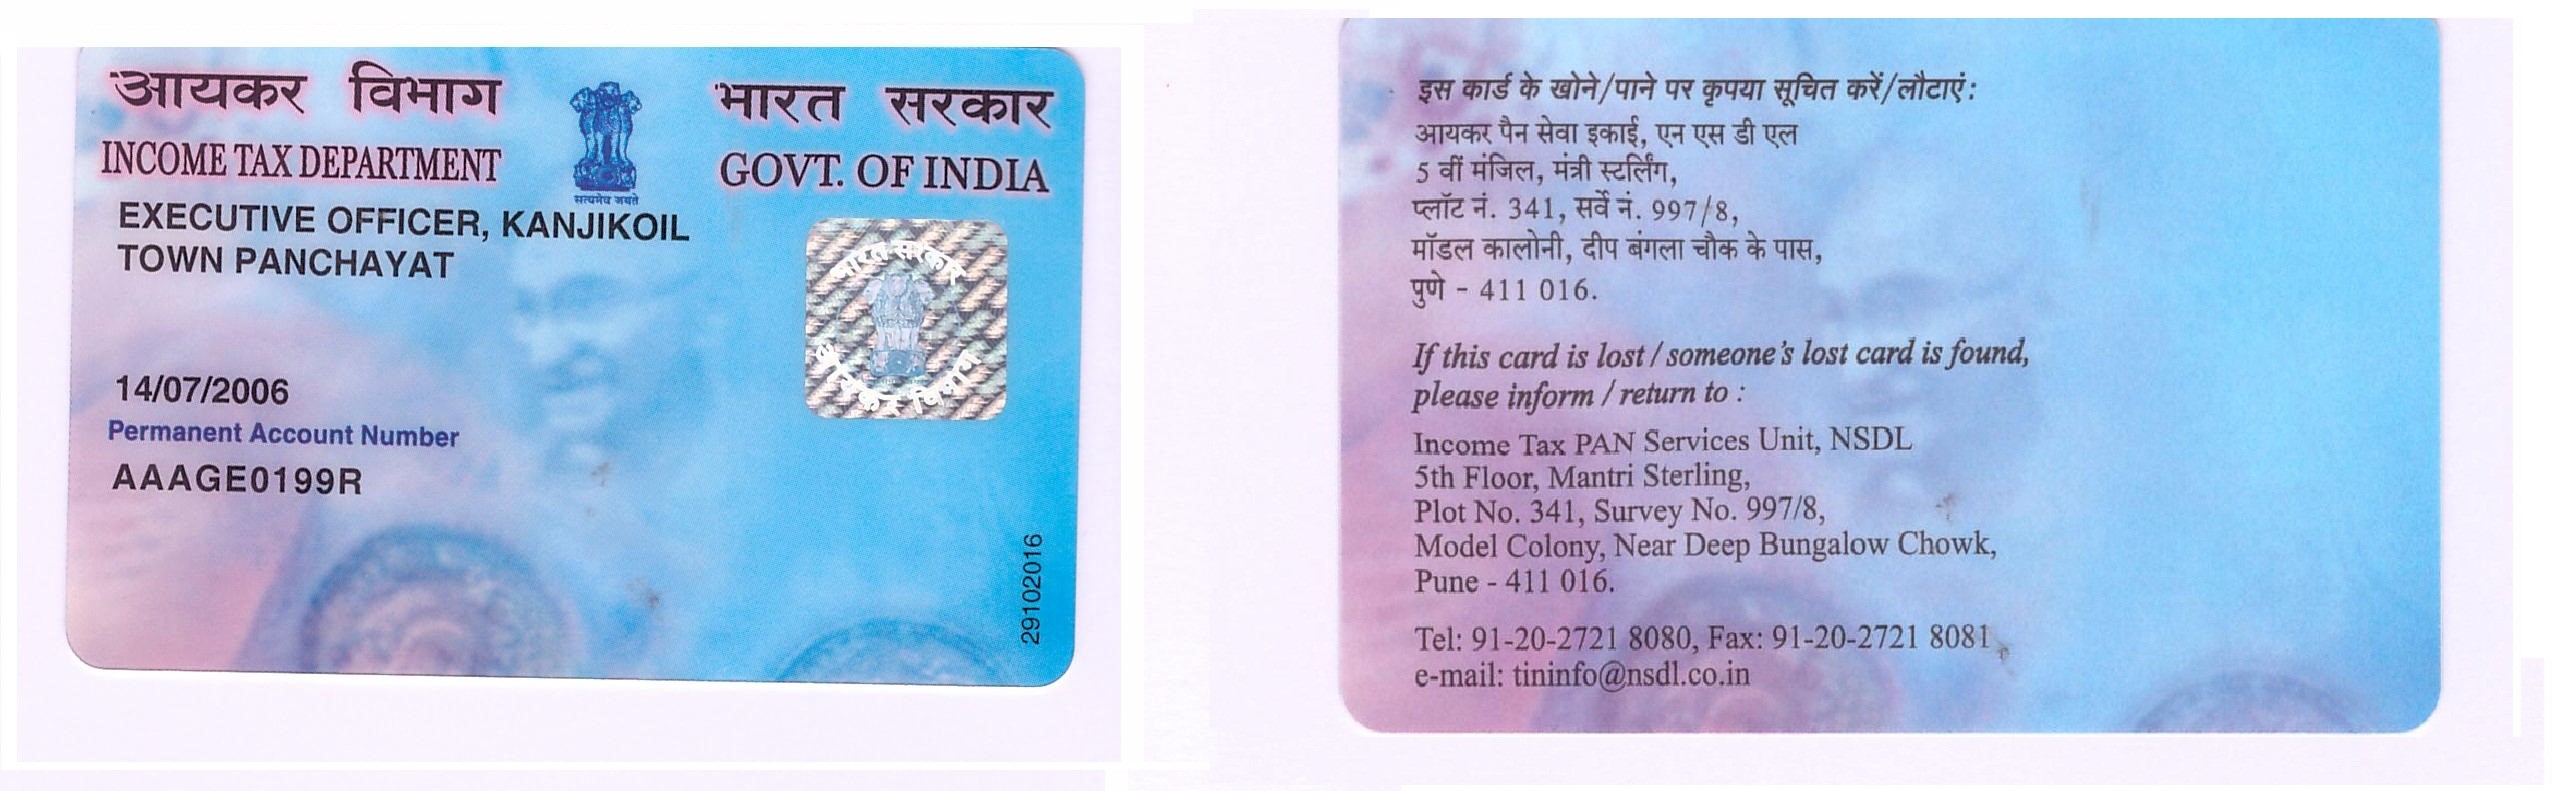 आयकर विभाग
भारत सरकार
INCOME TAX DEPARTMENT
GOVT. OF INDIA
सत्यमेव जयते
EXECUTIVE OFFICER, KANJIKOIL
TOWN PANCHAYAT
भारत सरकार
आयकर विभाग
14/07/2006
Permanent Account Number
AAAGE0199R
29102016
इस कार्ड के खोने/पाने पर कृपया सूचित करें/लौटाएं:
आयकर पैन सेवा इकाई, एन एस डी एल
5 वीं मंजिल, मंत्री स्टर्लिंग,
प्लॉट नं. 341, सर्वे नं. 997/8,
मॉडल कालोनी, दीप बंगला चौक के पास,
पुणे - 411 016.
If this card is lost / someone's lost card is found,
please inform / return to :
Income Tax PAN Services Unit, NSDL
5th Floor, Mantri Sterling,
Plot No. 341, Survey No. 997/8,
Model Colony, Near Deep Bungalow Chowk,
Pune - 411 016.
Tel: 91-20-2721 8080, Fax: 91-20-2721 8081
e-mail: tininfo@nsdl.co.in